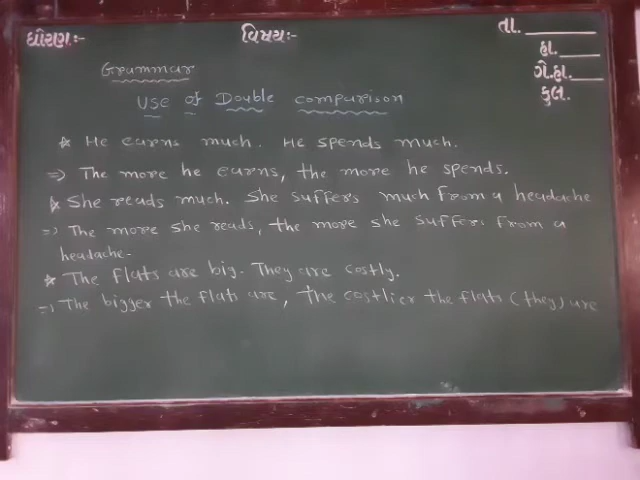 ધોરણ:-
વિષય:-
તા.
હા.
ગે.હા.
કુલ.
Grammar
Use of Double comparison
* He earns much. He spends much.
=> The more he earns, the more he spends.
* She reads much. She suffers much from a headache
=> The more she reads, the more she suffers from a
headache.
* The flats are big. They are costly.
=> The bigger the flats are, the costlier the flats (they) are